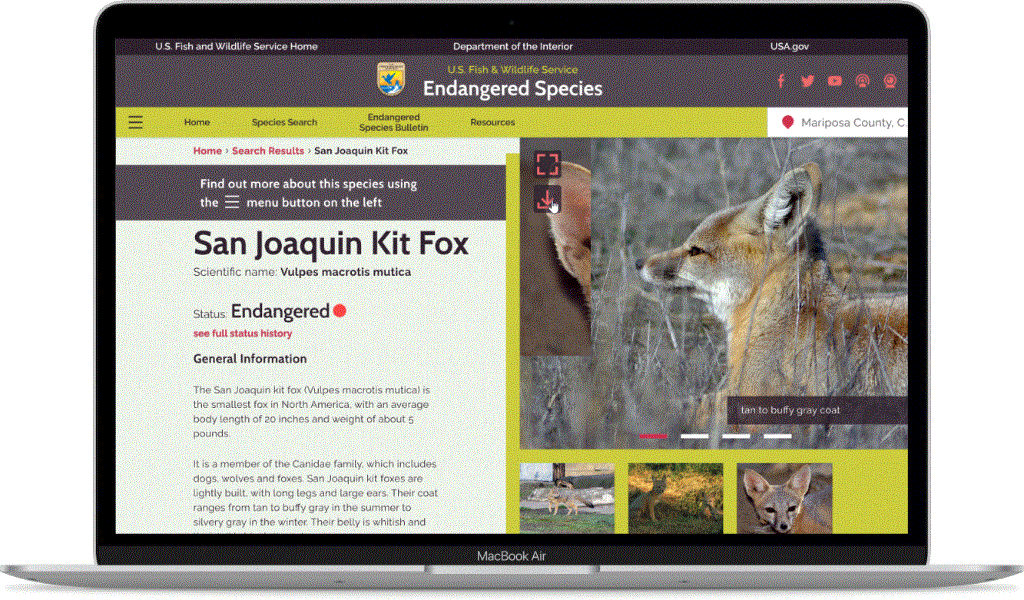 U.S. Fish and Wildlife Service Home
Department of the Interior
USA.gov
U.S. Fish & Wildlife Service
Endangered Species
Home
Species Search
Endangered
Species Bulletin
Resources
Mariposa County, C
Home > Search Results > San Joaquin Kit Fox
Find out more about this species using
the menu button on the left
San Joaquin Kit Fox
Scientific name: Vulpes macrotis mutica
Status: Endangered
see full status history
General Information
The San Joaquin kit fox (Vulpes macrotis mutica) is
the smallest fox in North America, with an average
body length of 20 inches and weight of about 5
pounds.
It is a member of the Canidae family, which includes
dogs, wolves and foxes. San Joaquin kit foxes are
lightly built, with long legs and large ears. Their coat
ranges from tan to buffy gray in the summer to
silvery gray in the winter. Their belly is whitish and
tan to buffy gray coat
MacBook Air